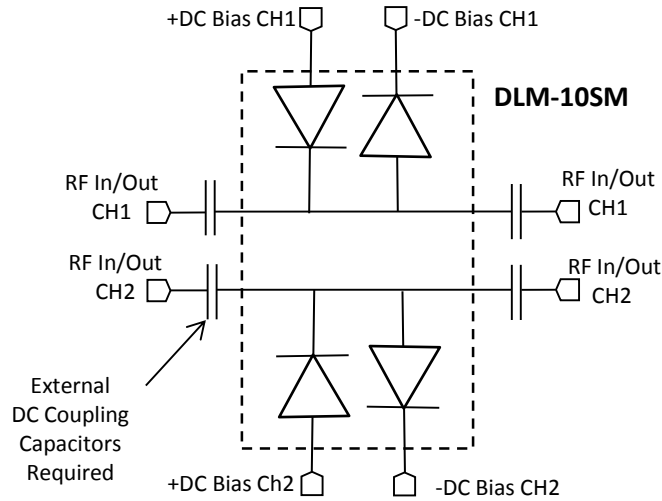 +DC Bias CH1
-DC Bias CH1
DLM-10SM
RF In/Out
CH1
RF In/Out
CH1
RF In/Out
CH2
RF In/Out
CH2
External
DC Coupling
Capacitors
Required
+DC Bias Ch2
-DC Bias CH2